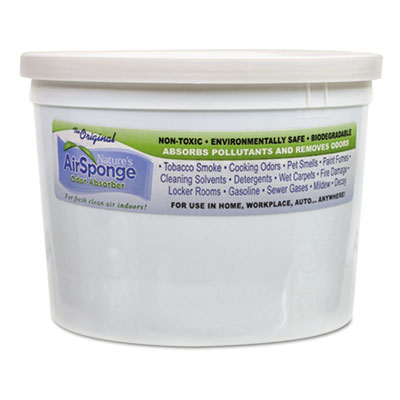 The Original
Nature's
AirSponge
Odor Absorber
For fresh clean air indoors!
NON-TOXIC • ENVIRONMENTALLY SAFE • BIODEGRADABLE
ABSORBS POLLUTANTS AND REMOVES ODORS
• Tobacco Smoke • Cooking Odors • Pet Smells • Paint Fumes •
Cleaning Solvents • Detergents • Wet Carpets • Fire Damage •
Locker Rooms • Gasoline • Sewer Gases • Mildew • Decay
FOR USE IN HOME, WORKPLACE, AUTO... ANYWHERE!